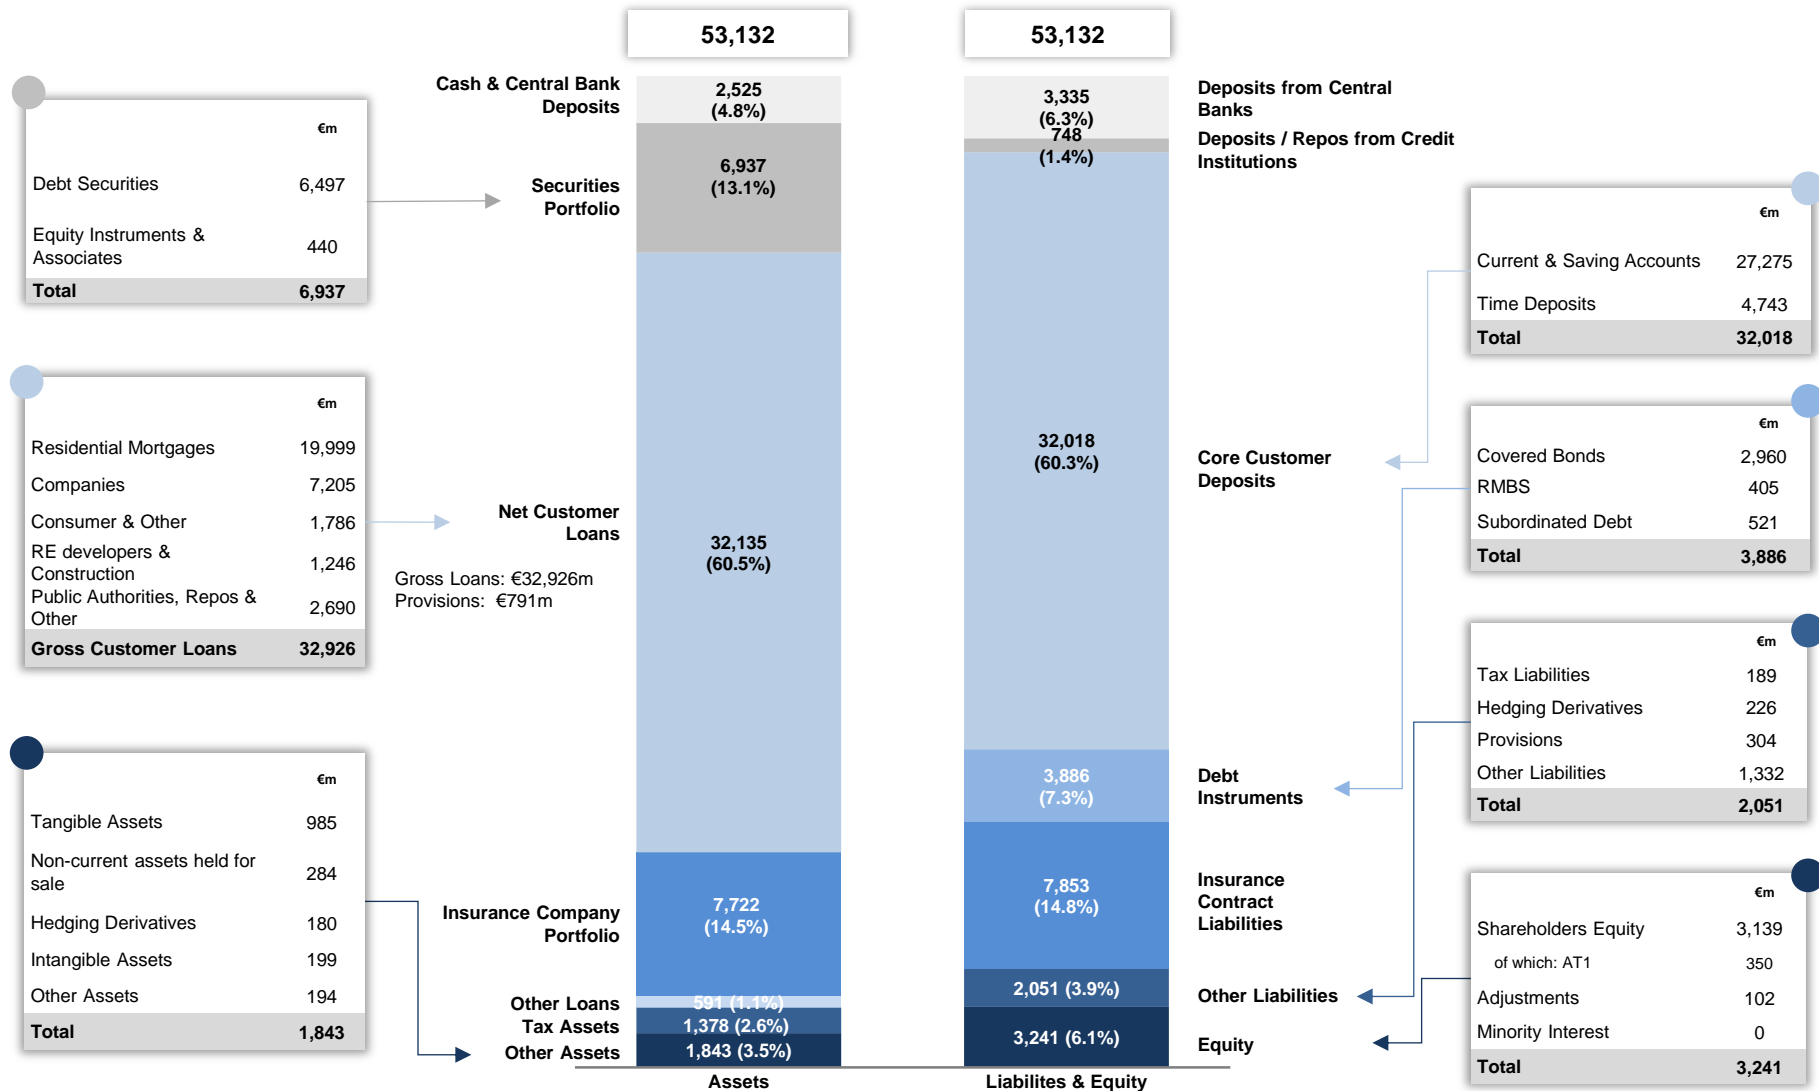 53,132
53,132
€m
Debt Securities 6,497
Equity Instruments &
Associates 440
Total 6,937
€m
Residential Mortgages 19,999
Companies 7,205
Consumer & Other 1,786
RE developers &
Construction 1,246
Public Authorities, Repos &
Other 2,690
Gross Customer Loans 32,926
€m
Tangible Assets 985
Non-current assets held for
sale 284
Hedging Derivatives 180
Intangible Assets 199
Other Assets 194
Total 1,843
Cash & Central Bank
Deposits
Securities
Portfolio
Net Customer
Loans
Gross Loans: €32,926m
Provisions: €791m
Insurance Company
Portfolio
Other Loans
Tax Assets
Other Assets
2,525
(4.8%)
6,937
(13.1%)
32,135
(60.5%)
7,722
(14.5%)
591 (1.1%)
1,378 (2.6%)
1,843 (3.5%)
Assets
3,335
(6.3%)
748
(1.4%)
32,018
(60.3%)
3,886
(7.3%)
7,853
(14.8%)
2,051 (3.9%)
3,241 (6.1%)
Liabilites & Equity
Deposits from Central
Banks
Deposits / Repos from Credit
Institutions
Core Customer
Deposits
Debt
Instruments
Insurance
Contract
Liabilities
Other Liabilities
Equity
€m
Current & Saving Accounts 27,275
Time Deposits 4,743
Total 32,018
€m
Covered Bonds 2,960
RMBS 405
Subordinated Debt 521
Total 3,886
€m
Tax Liabilities 189
Hedging Derivatives 226
Provisions 304
Other Liabilities 1,332
Total 2,051
€m
Shareholders Equity 3,139
of which: AT1 350
Adjustments 102
Minority Interest 0
Total 3,241